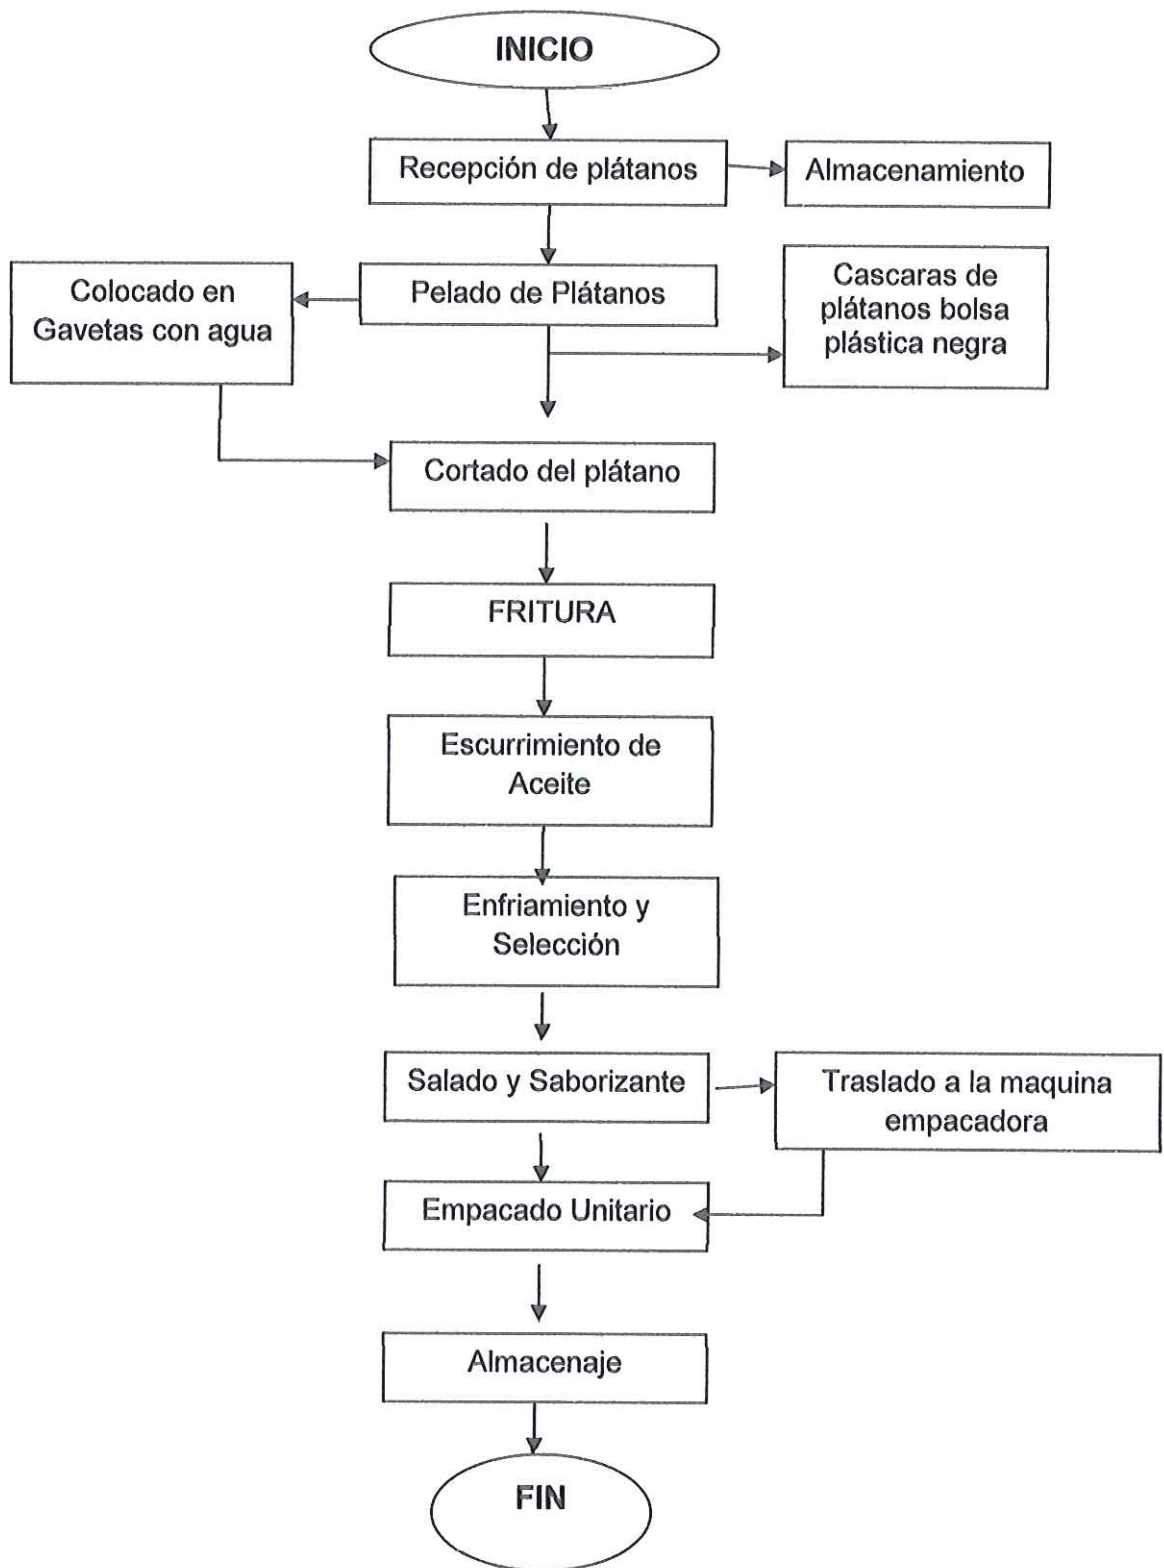 INICIO
Recepción de plátanos
Almacenamiento
Pelado de Plátanos
Colocado en
Gavetas con agua
Cascaras de
plátanos bolsa
plástica negra
Cortado del plátano
FRITURA
Escurrimiento de
Aceite
Enfriamiento y
Selección
Salado y Saborizante
Traslado a la maquina
empacadora
Empacado Unitario
Almacenaje
FIN